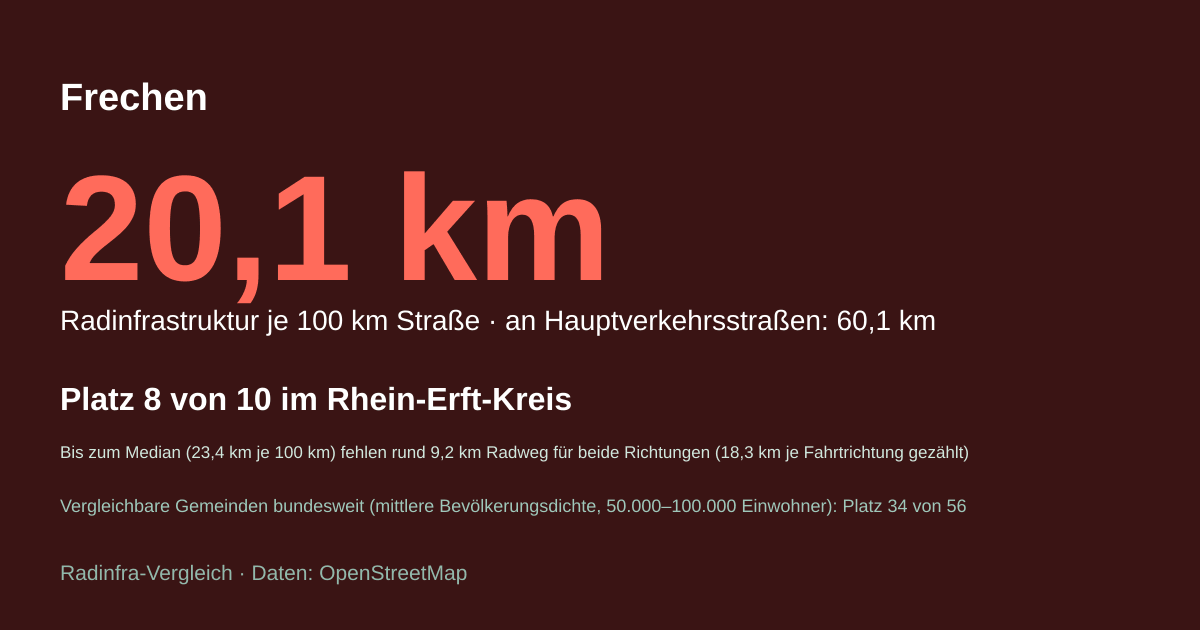 Frechen
20,1 km
Radinfrastruktur je 100 km Straße · an Hauptverkehrsstraßen: 60,1 km
Platz 8 von 10 im Rhein-Erft-Kreis
Bis zum Median (23,4 km je 100 km) fehlen rund 9,2 km Radweg für beide Richtungen (18,3 km je Fahrtrichtung gezählt)
Vergleichbare Gemeinden bundesweit (mittlere Bevölkerungsdichte, 50.000–100.000 Einwohner): Platz 34 von 56
Radinfra-Vergleich · Daten: OpenStreetMap